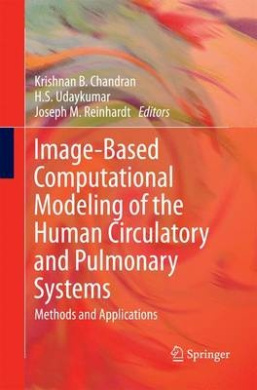 Krishnan B. Chandran
H.S. Udaykumar
Joseph M. Reinhardt Editors
Image-Based
Computational
Modeling of the
Human Circulatory
and Pulmonary
Systems
Methods and Applications
Springer